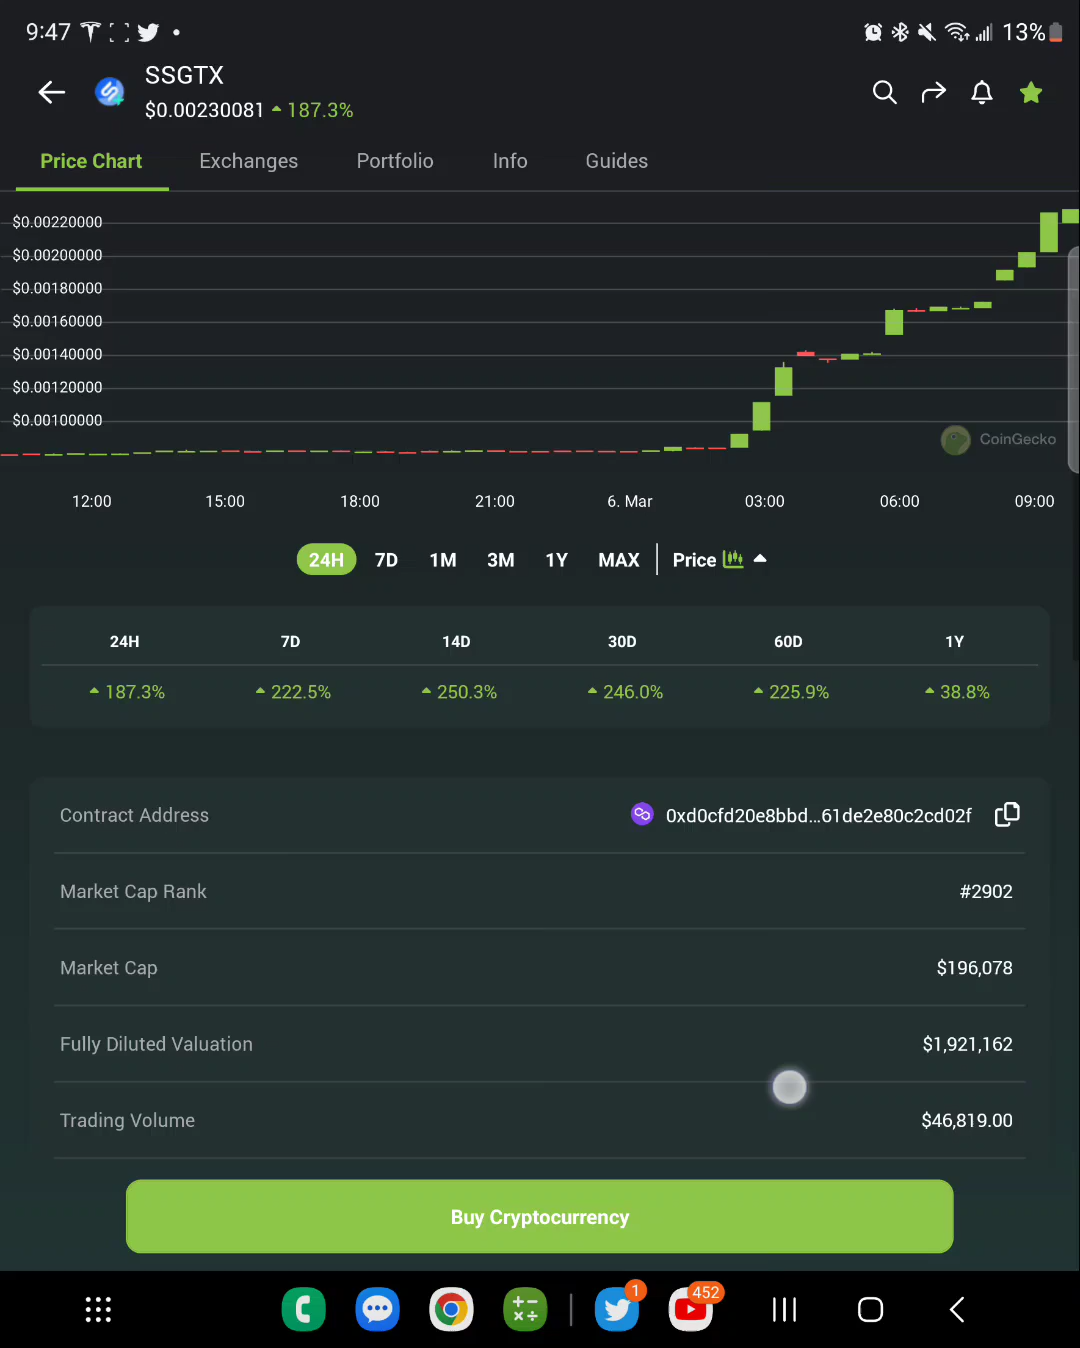 9:47
13%
SSGTX
$0.00230081 187.3%
Price Chart Exchanges Portfolio Info Guides
$0.00220000
$0.00200000
$0.00180000
$0.00160000
$0.00140000
$0.00120000
$0.00100000
CoinGecko
12:00 15:00 18:00 21:00 6. Mar 03:00 06:00 09:00
24H 7D 1M 3M 1Y MAX Price
24H 7D 14D 30D 60D 1Y
187.3% 222.5% 250.3% 246.0% 225.9% 38.8%
Contract Address 0xd0cfd20e8bbd...61de2e80c2cd02f
Market Cap Rank #2902
Market Cap $196,078
Fully Diluted Valuation $1,921,162
Trading Volume $46,819.00
Buy Cryptocurrency
1
452